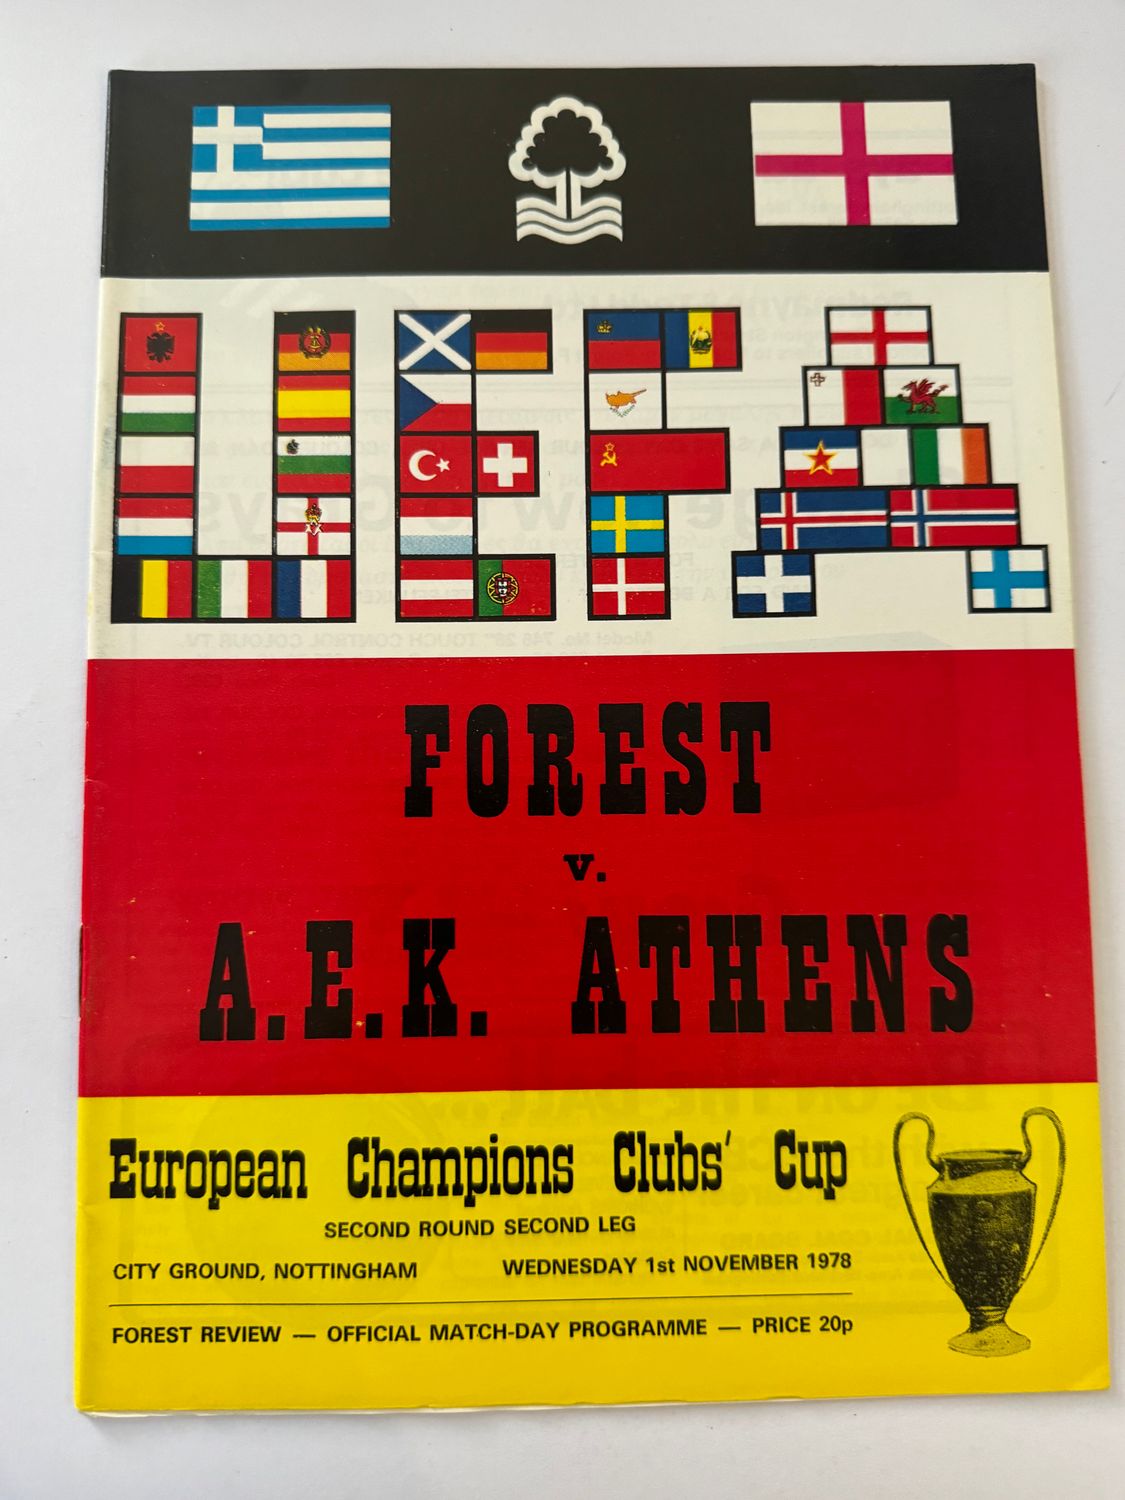 UEFA
FOREST
v.
A.E.K. ATHENS
European Champions Clubs' Cup
SECOND ROUND SECOND LEG
CITY GROUND, NOTTINGHAM WEDNESDAY 1st NOVEMBER 1978
FOREST REVIEW — OFFICIAL MATCH-DAY PROGRAMME — PRICE 20p